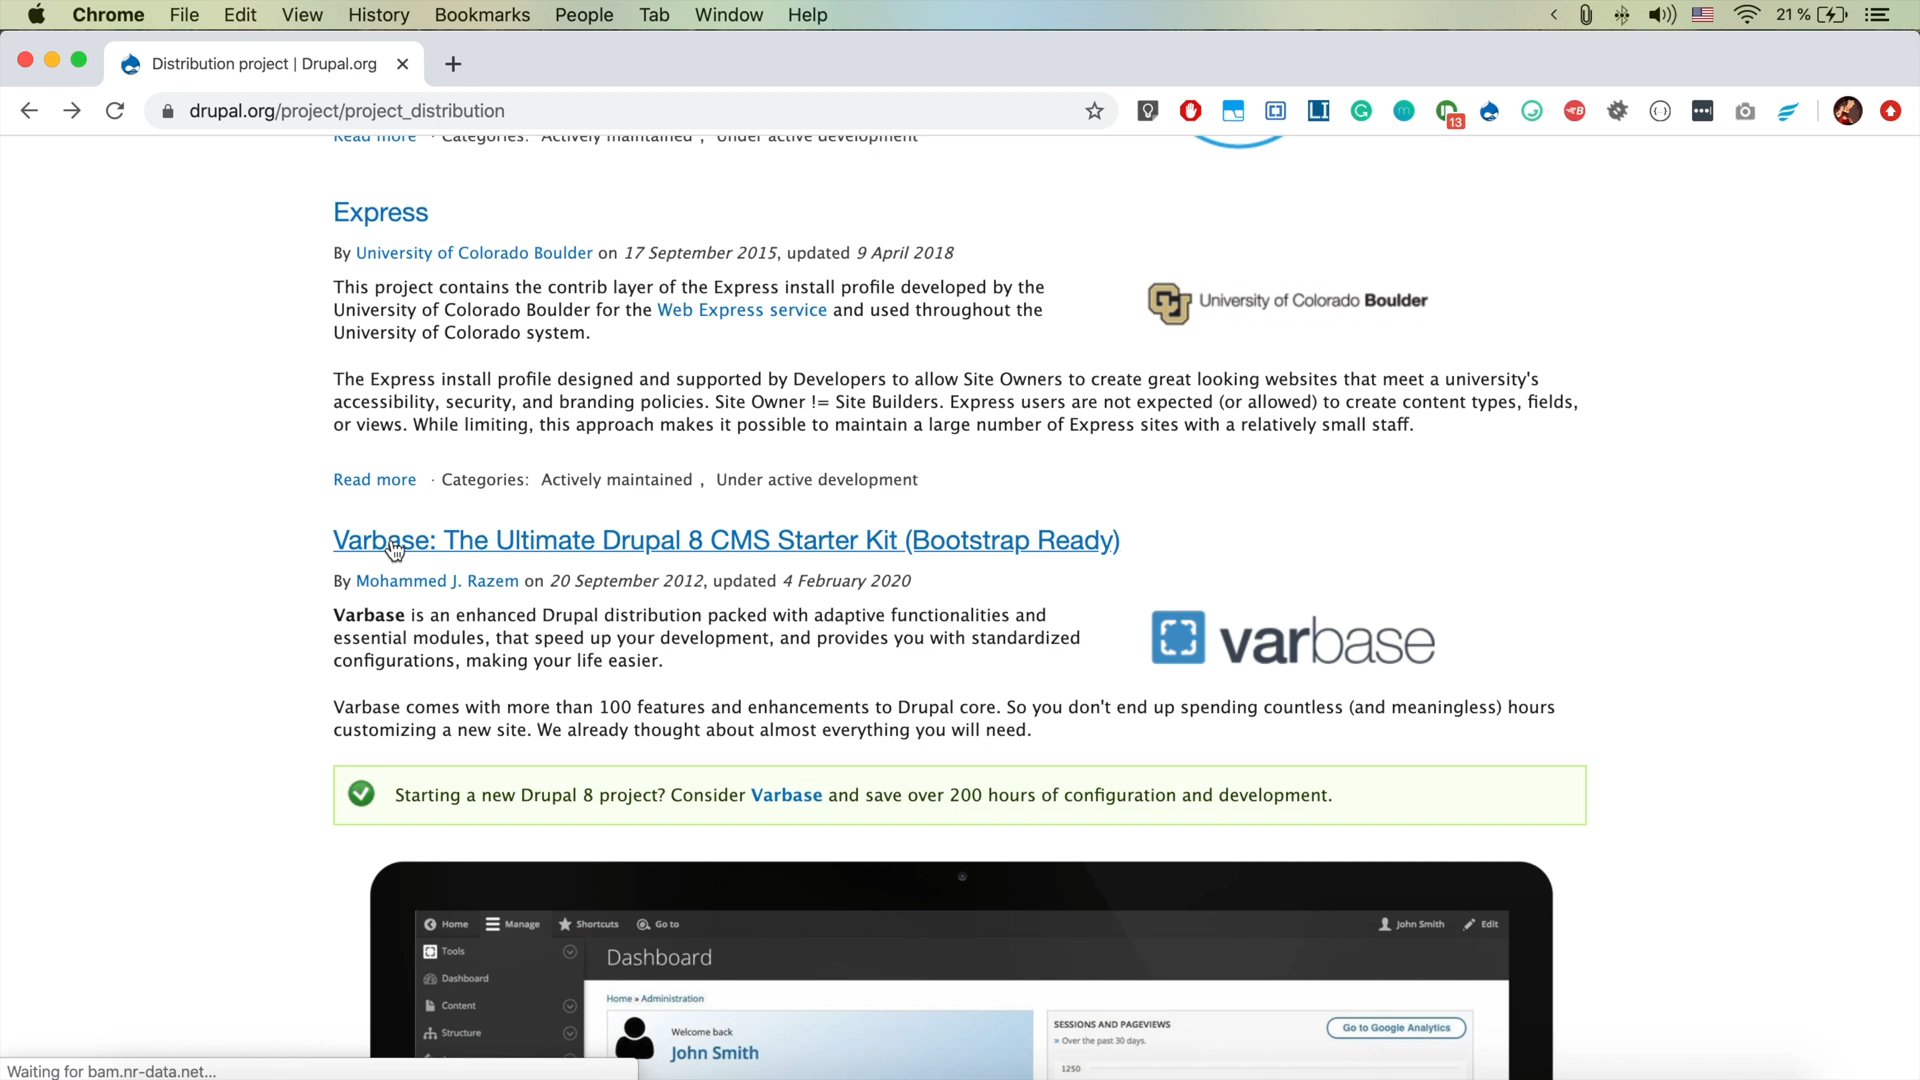 Chrome File Edit View History Bookmarks People Tab Window Help 21 %
Distribution project | Drupal.org
drupal.org/project/project_distribution
13
Read more · Categories: Actively maintained , Under active development
Express
By University of Colorado Boulder on 17 September 2015, updated 9 April 2018
This project contains the contrib layer of the Express install profile developed by the
University of Colorado Boulder for the Web Express service and used throughout the
University of Colorado system.
University of Colorado Boulder
The Express install profile designed and supported by Developers to allow Site Owners to create great looking websites that meet a university's
accessibility, security, and branding policies. Site Owner != Site Builders. Express users are not expected (or allowed) to create content types, fields,
or views. While limiting, this approach makes it possible to maintain a large number of Express sites with a relatively small staff.
Read more · Categories: Actively maintained , Under active development
Varbase: The Ultimate Drupal 8 CMS Starter Kit (Bootstrap Ready)
By Mohammed J. Razem on 20 September 2012, updated 4 February 2020
Varbase is an enhanced Drupal distribution packed with adaptive functionalities and
essential modules, that speed up your development, and provides you with standardized
configurations, making your life easier.
varbase
Varbase comes with more than 100 features and enhancements to Drupal core. So you don't end up spending countless (and meaningless) hours
customizing a new site. We already thought about almost everything you will need.
Starting a new Drupal 8 project? Consider Varbase and save over 200 hours of configuration and development.
Home Manage Shortcuts Go to John Smith Edit
Tools
Dashboard
Dashboard
Content
Structure
Home » Administration
Welcome back
John Smith
SESSIONS AND PAGEVIEWS
» Over the past 30 days.
Go to Google Analytics
1250
Waiting for bam.nr-data.net...